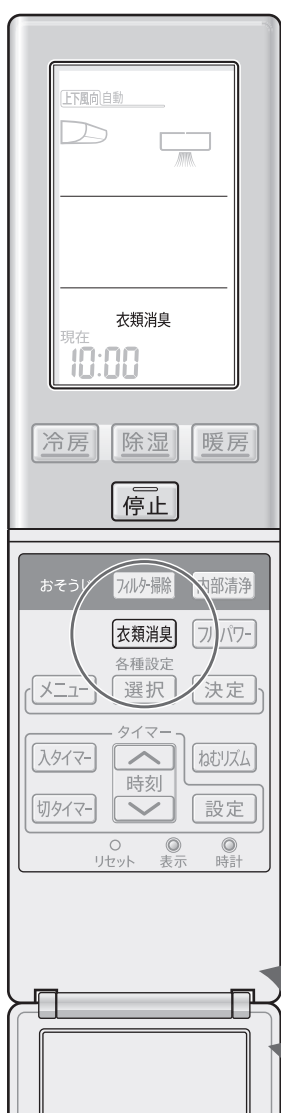 上下風向 自動
衣類消臭
現在
10:00
冷房 除湿 暖房
停止
おそうじ フィルター掃除 内部清浄
衣類消臭 フルパワー
各種設定
メニュー 選択 決定
タイマー
入タイマー ねむリズム
時刻
切タイマー 設定
リセット 表示 時計